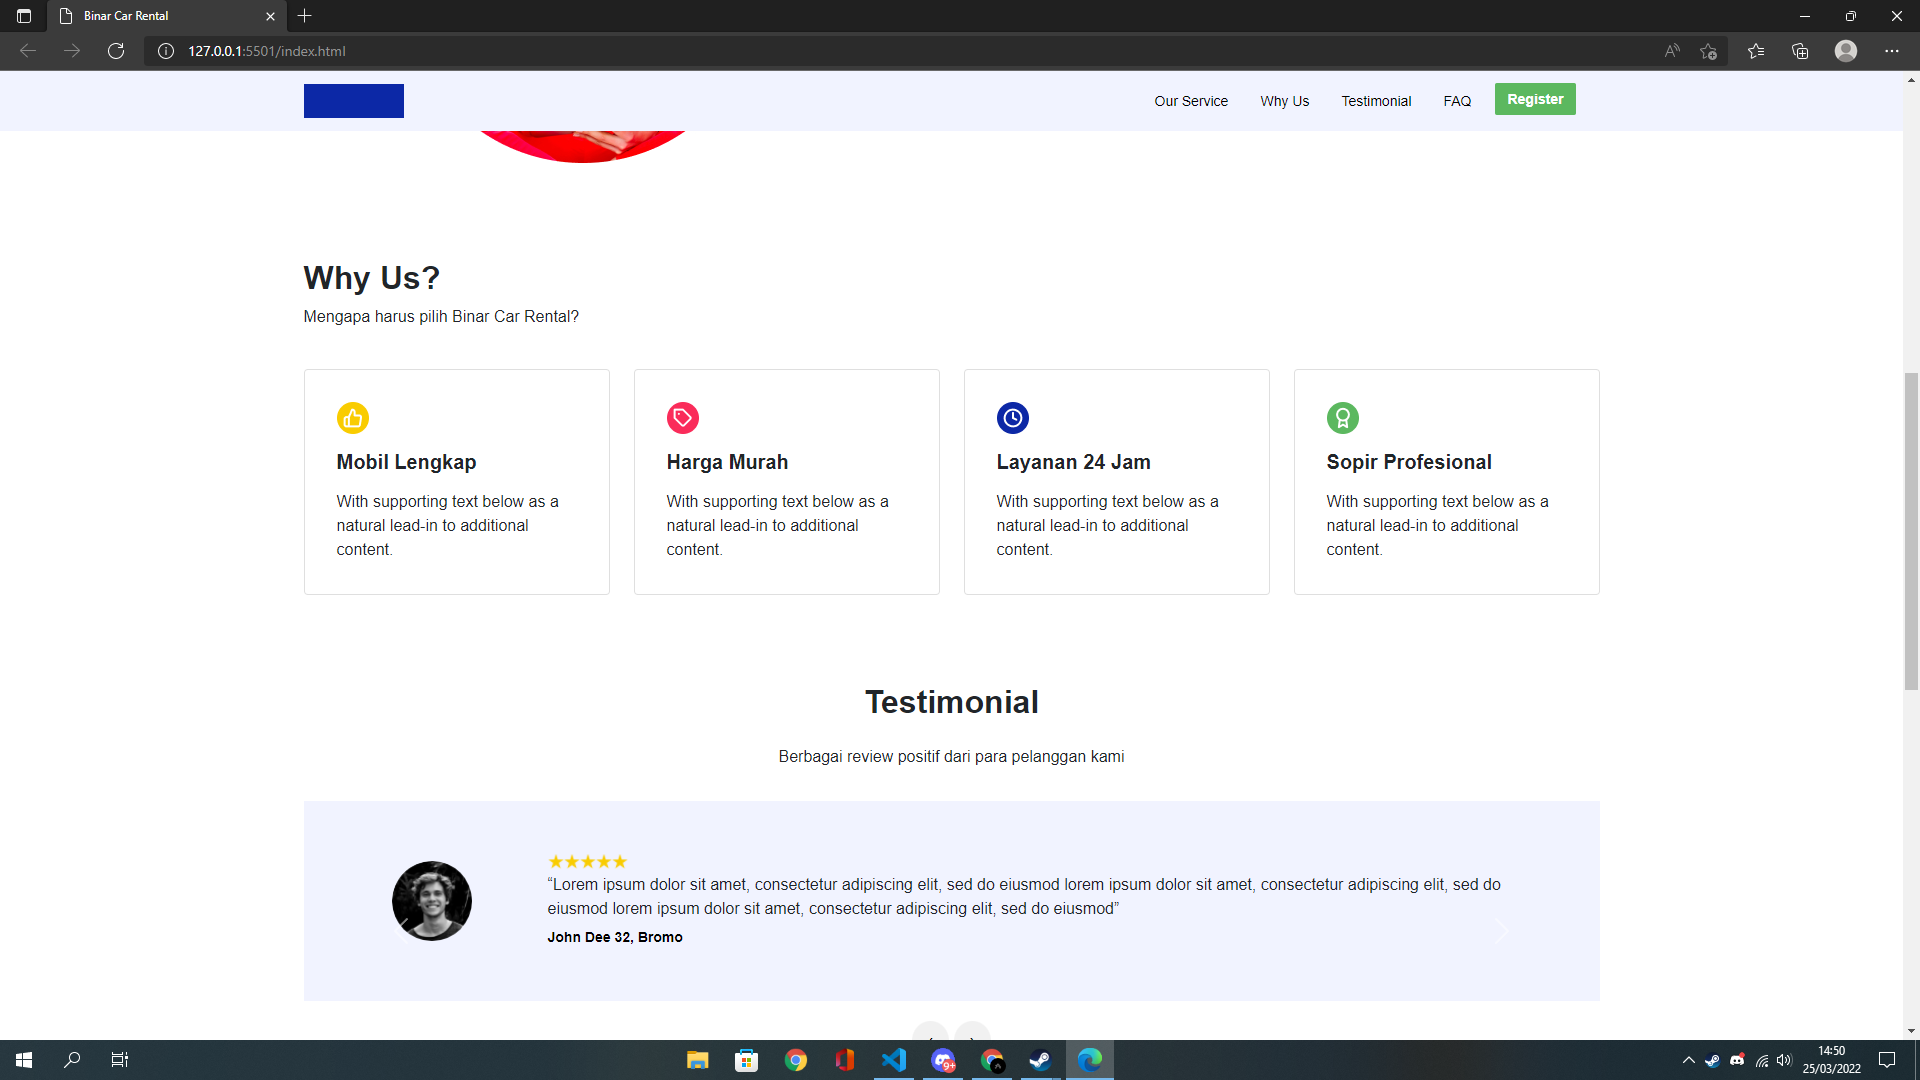 Binar Car Rental
127.0.0.1:5501/index.html
Our Service
Why Us
Testimonial
FAQ
Register
Why Us?
Mengapa harus pilih Binar Car Rental?
Mobil Lengkap
With supporting text below as a
natural lead-in to additional
content.
Harga Murah
With supporting text below as a
natural lead-in to additional
content.
Layanan 24 Jam
With supporting text below as a
natural lead-in to additional
content.
Sopir Profesional
With supporting text below as a
natural lead-in to additional
content.
Testimonial
Berbagai review positif dari para pelanggan kami
“Lorem ipsum dolor sit amet, consectetur adipiscing elit, sed do eiusmod lorem ipsum dolor sit amet, consectetur adipiscing elit, sed do
eiusmod lorem ipsum dolor sit amet, consectetur adipiscing elit, sed do eiusmod”
John Dee 32, Bromo
9+
14:50
25/03/2022